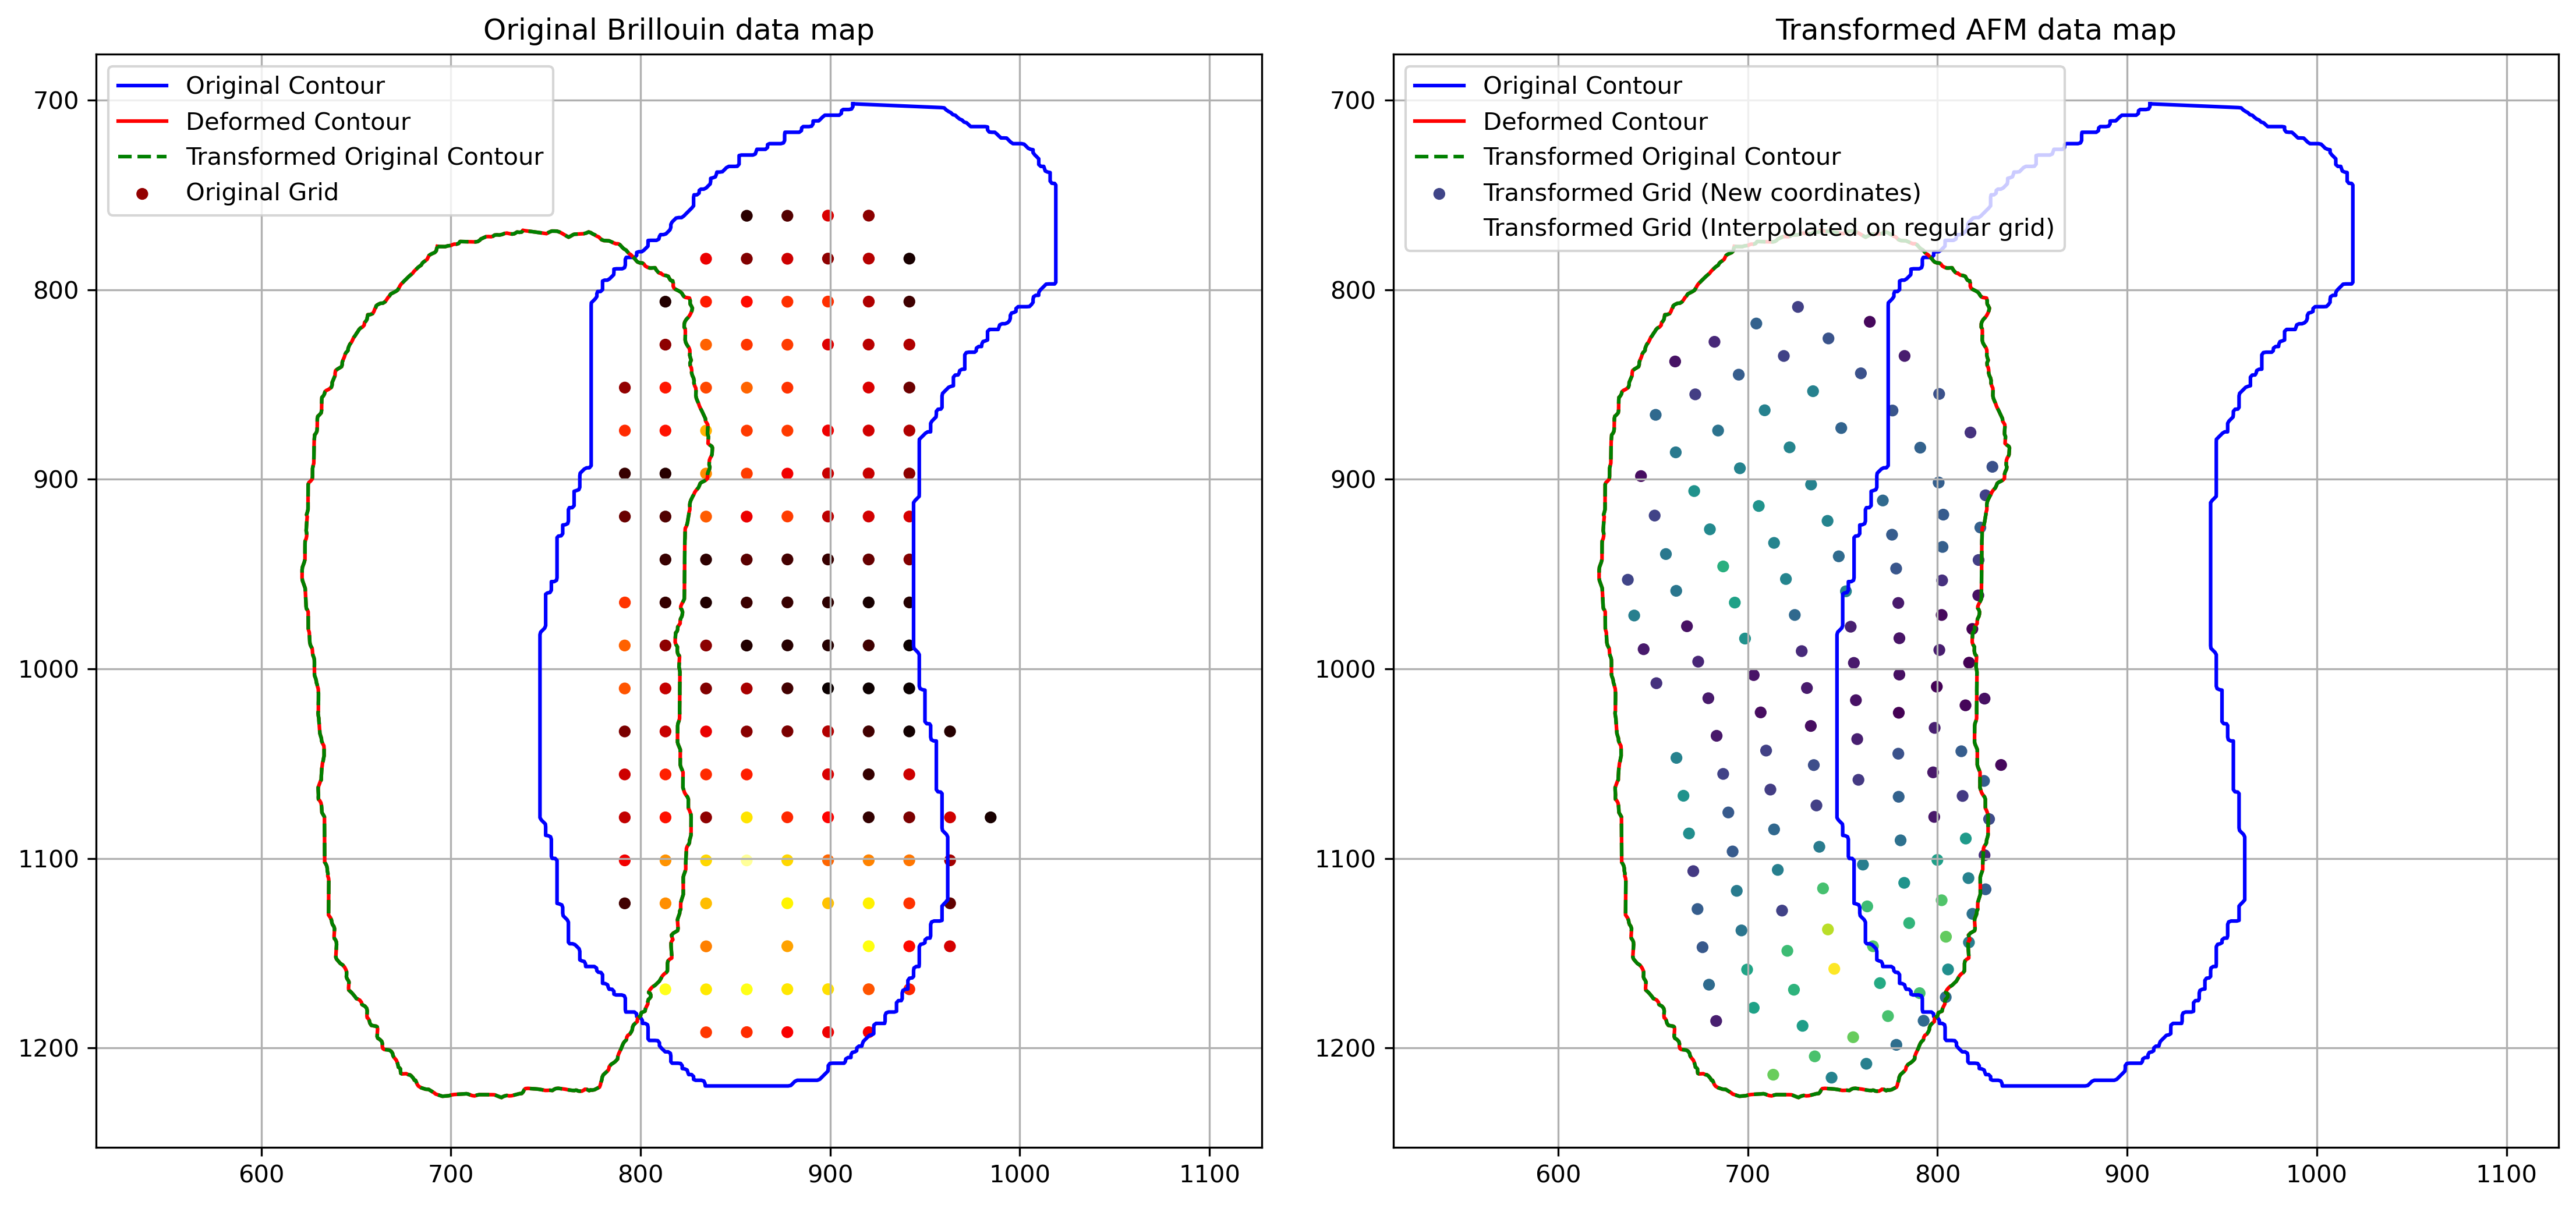 Original Brillouin data map
Original Contour
Deformed Contour
Transformed Original Contour
Original Grid
700
800
900
1000
1100
1200
600 700 800 900 1000 1100
Transformed AFM data map
Original Contour
Deformed Contour
Transformed Original Contour
Transformed Grid (New coordinates)
Transformed Grid (Interpolated on regular grid)
700
800
900
1000
1100
1200
600 700 800 900 1000 1100